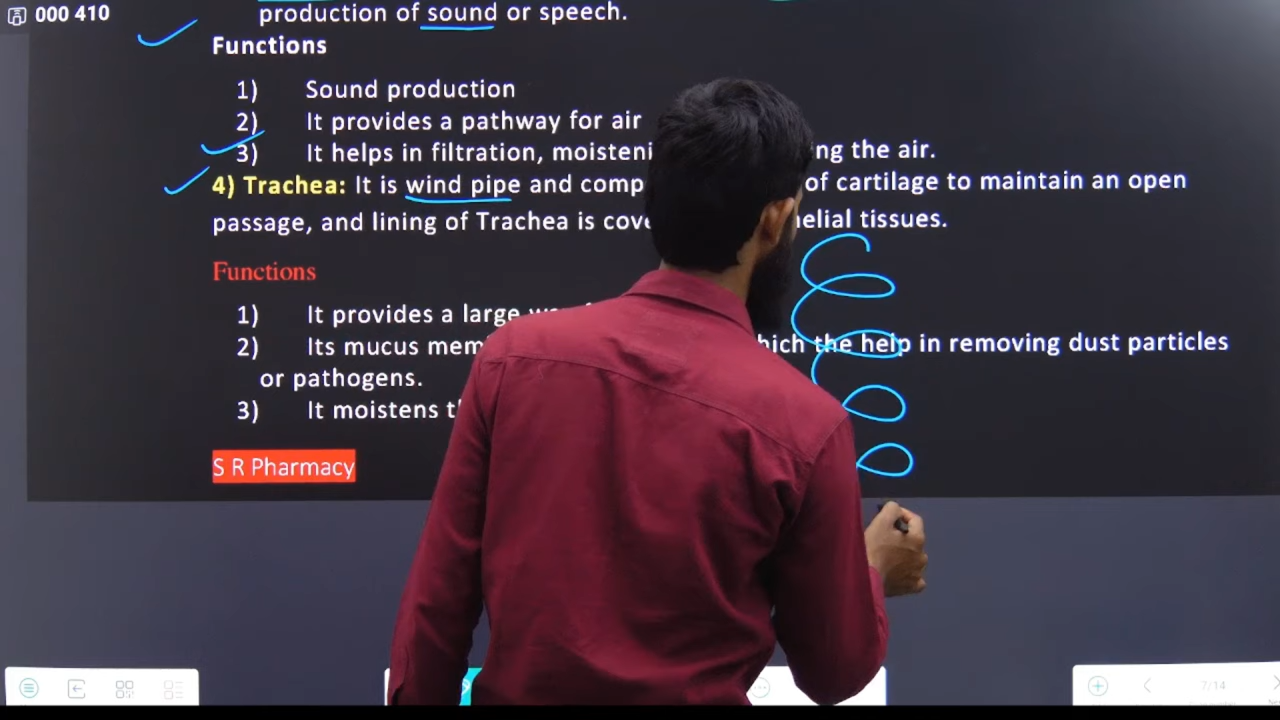 000 410
production of sound or speech.
Functions
1) Sound production
2) It provides a pathway for air
3) It helps in filtration, moisteni ng the air.
4) Trachea: It is wind pipe and comp of cartilage to maintain an open
passage, and lining of Trachea is cove elial tissues.
Functions
1) It provides a large
2) Its mucus mem hich the help in removing dust particles
or pathogens.
3) It moistens t
S R Pharmacy
7/14